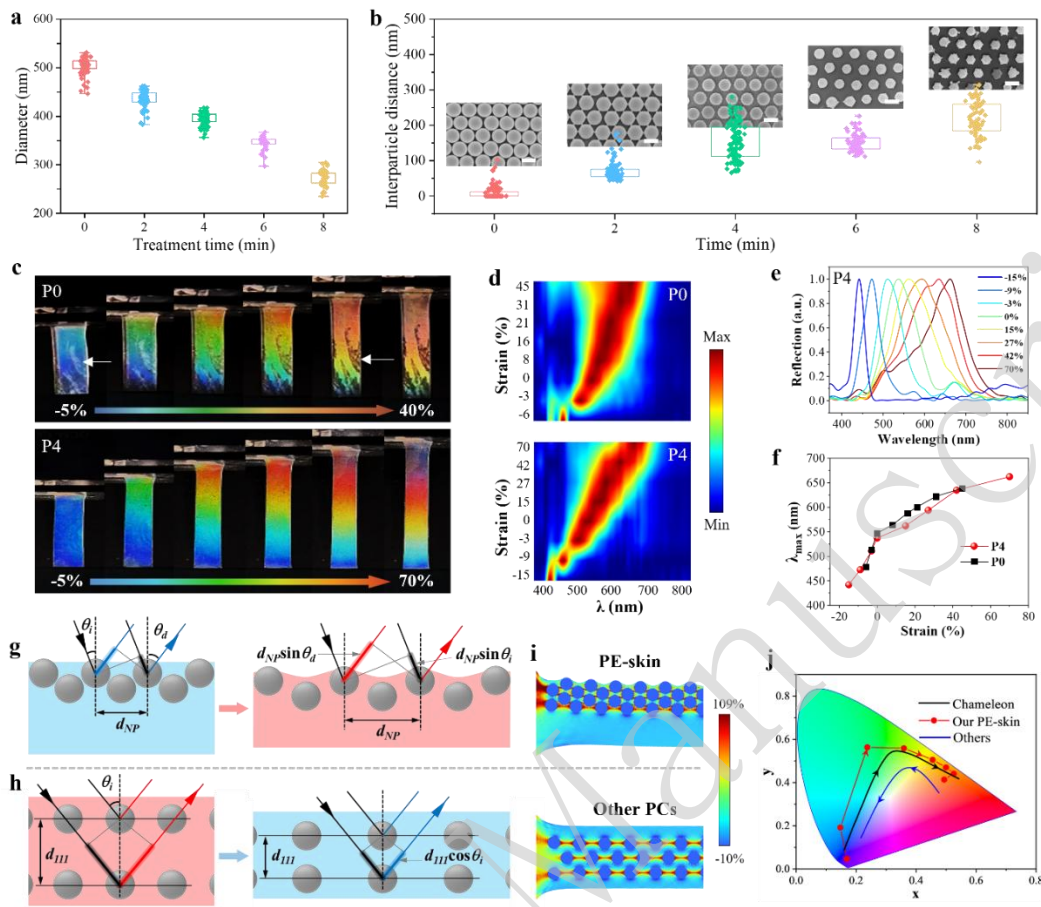 a
600
500
400
300
200
Diameter (nm)
0 2 4 6 8
Treatment time (min)
b
500
400
300
200
100
0
Interparticle distance (nm)
0 2 4 6 8
Time (min)
c
P0
-5% 40%
P4
-5% 70%
d
P0
45
34
25
16
8
0
-3
-6
Strain (%)
P4
70
42
27
15
0
-3
-9
-15
Strain (%)
400 500 600 700 800
λ (nm)
Max
Min
e
P4
1.0
0.8
0.6
0.4
0.2
0.0
Reflection (a.u.)
400 500 600 700 800
Wavelength (nm)
-15%
-9%
-3%
0%
15%
27%
42%
70%
f
700
650
600
550
500
450
400
λmax (nm)
-20 0 20 40 60 80
Strain (%)
P4
P0
g
θi θd
dNP
dNPsinθd dNPsinθi
dNP
h
θi
d111
d111 d111cosθi
i
PE-skin
109%
-10%
Other PCs
j
0.8
0.6
0.4
0.2
0.0
y
0.0 0.2 0.4 0.6 0.8
x
Chameleon
Our PE-skin
Others